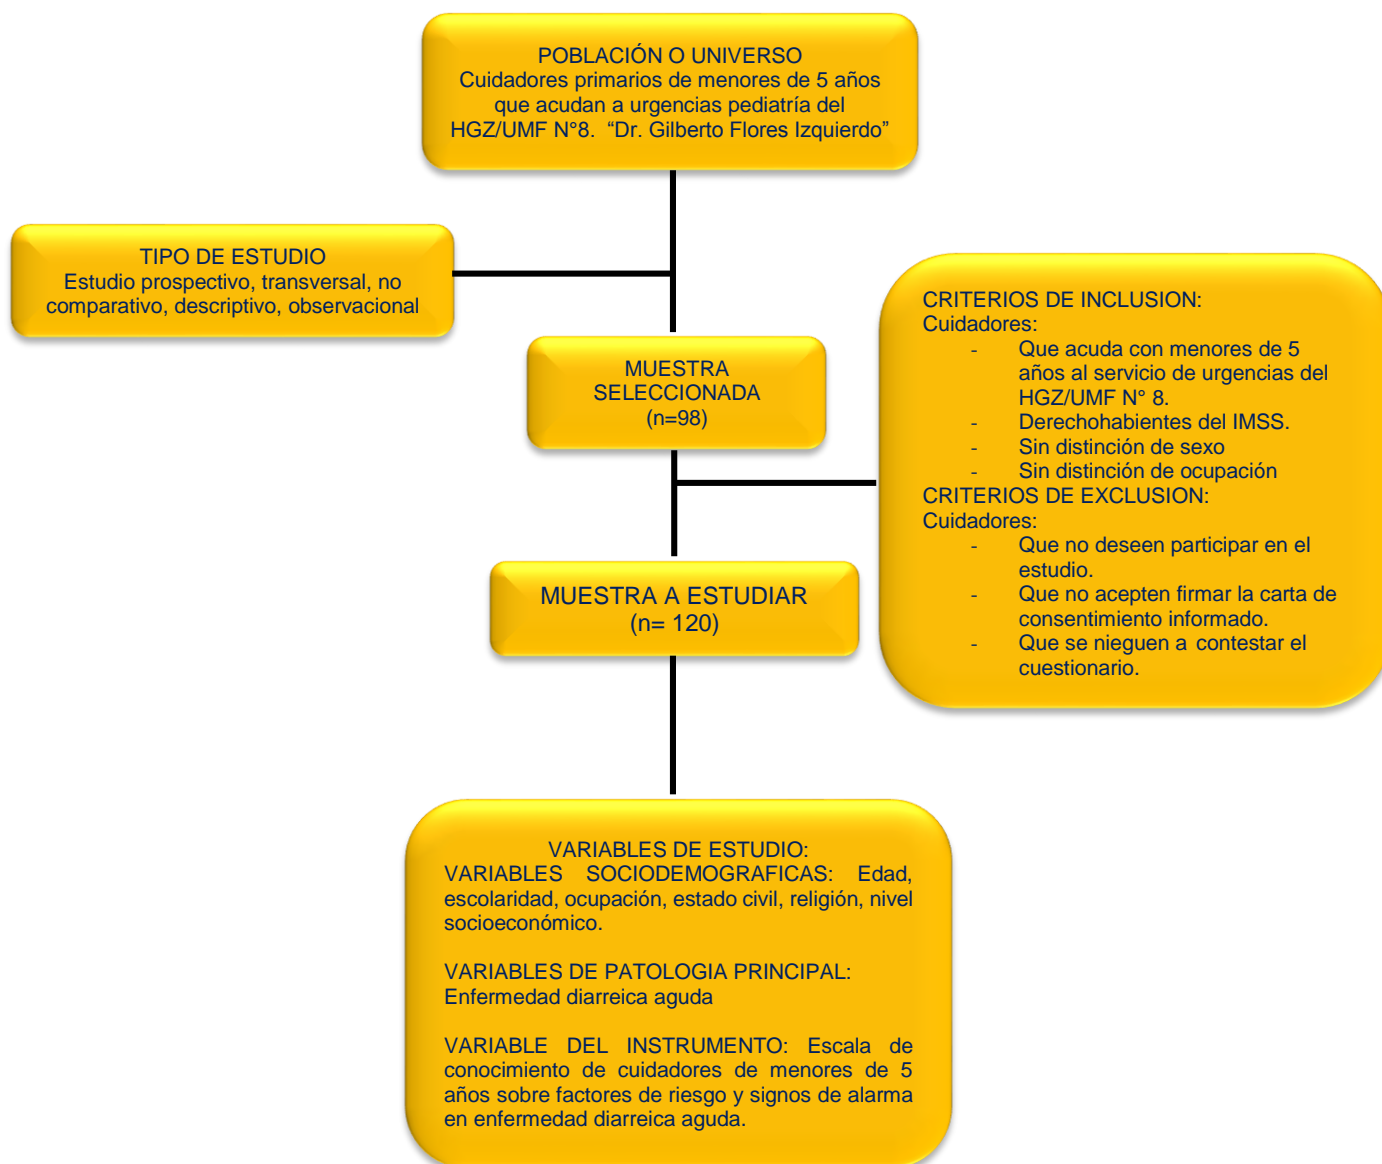 POBLACIÓN O UNIVERSO
Cuidadores primarios de menores de 5 años
que acudan a urgencias pediatría del
HGZ/UMF N°8.  “Dr. Gilberto Flores Izquierdo”
TIPO DE ESTUDIO
Estudio prospectivo, transversal, no
comparativo, descriptivo, observacional
MUESTRA
SELECCIONADA
(n=98)
CRITERIOS DE INCLUSION:
Cuidadores:
- Que acuda con menores de 5
años al servicio de urgencias del
HGZ/UMF N° 8.
- Derechohabientes del IMSS.
- Sin distinción de sexo
- Sin distinción de ocupación
CRITERIOS DE EXCLUSION:
Cuidadores:
- Que no deseen participar en el
estudio.
- Que no acepten firmar la carta de
consentimiento informado.
- Que se nieguen a contestar el
cuestionario.
MUESTRA A ESTUDIAR
(n= 120)
VARIABLES DE ESTUDIO:
VARIABLES SOCIODEMOGRAFICAS: Edad,
escolaridad, ocupación, estado civil, religión, nivel
socioeconómico.
VARIABLES DE PATOLOGIA PRINCIPAL:
Enfermedad diarreica aguda
VARIABLE DEL INSTRUMENTO: Escala de
conocimiento de cuidadores de menores de 5
años sobre factores de riesgo y signos de alarma
en enfermedad diarreica aguda.